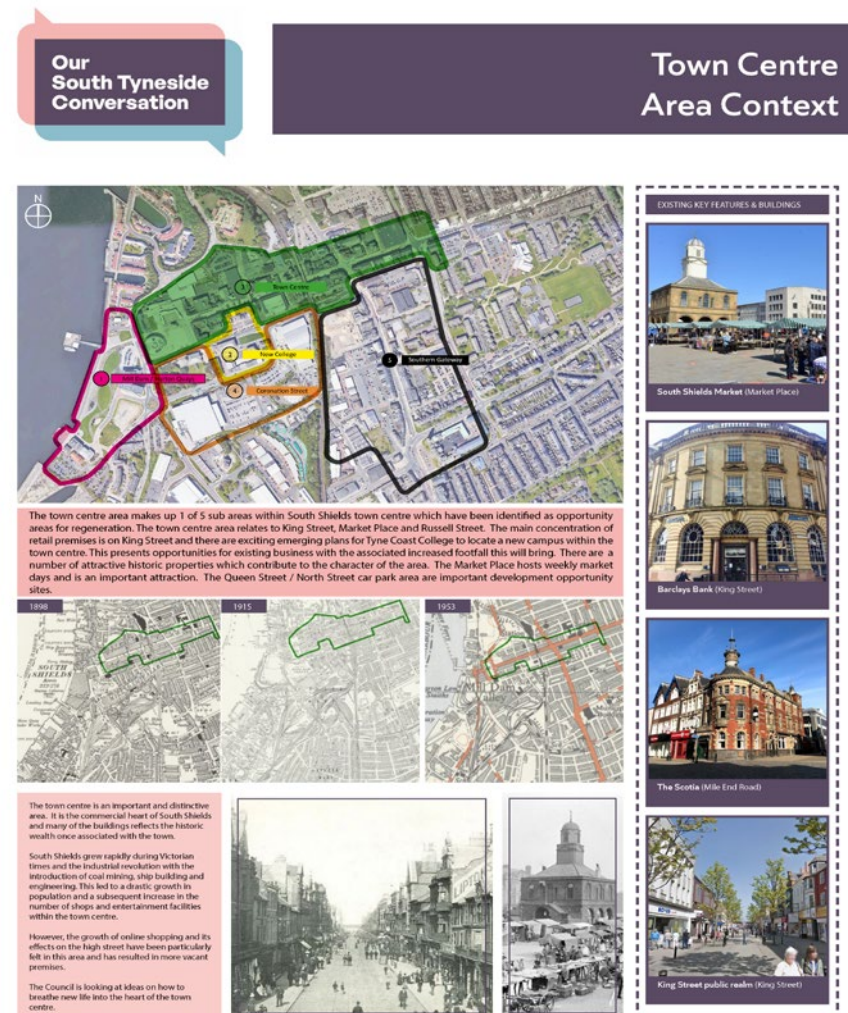 Our
South Tyneside
Conversation
Town Centre
Area Context
N
1
Town Centre
2
New College
4
Coronation Street
5
Southern Gateway
The town centre area makes up 1 of 5 sub areas within South Shields town centre which have been identified as opportunity
areas for regeneration. The town centre area relates to King Street, Market Place and Russell Street. The main concentration of
retail premises is on King Street and there are exciting emerging plans for Tyne Coast College to locate a new campus within the
town centre. This presents opportunities for existing business with the associated increased footfall this will bring. There are a
number of attractive historic properties which contribute to the character of the area. The Market Place hosts weekly market
days and is an important attraction. The Queen Street / North Street car park area are important development opportunity
sites.
1898
1915
1953
SOUTH
SHIELDS
Mill Dam
The town centre is an important and distinctive
area. It is the commercial heart of South Shields
and many of the buildings reflects the historic
wealth once associated with the town.
South Shields grew rapidly during Victorian
times and the industrial revolution with the
introduction of coal mining, ship building and
engineering. This led to a drastic growth in
population and a subsequent increase in the
number of shops and entertainment facilities
within the town centre.
However, the growth of online shopping and its
effects on the high street have been particularly
felt in this area and has resulted in more vacant
premises.
The Council is looking at ideas on how to
breathe new life into the heart of the town
centre.
EXISTING KEY FEATURES & BUILDINGS
South Shields Market (Market Place)
Barclays Bank (King Street)
The Scotia (Mile End Road)
King Street public realm (King Street)